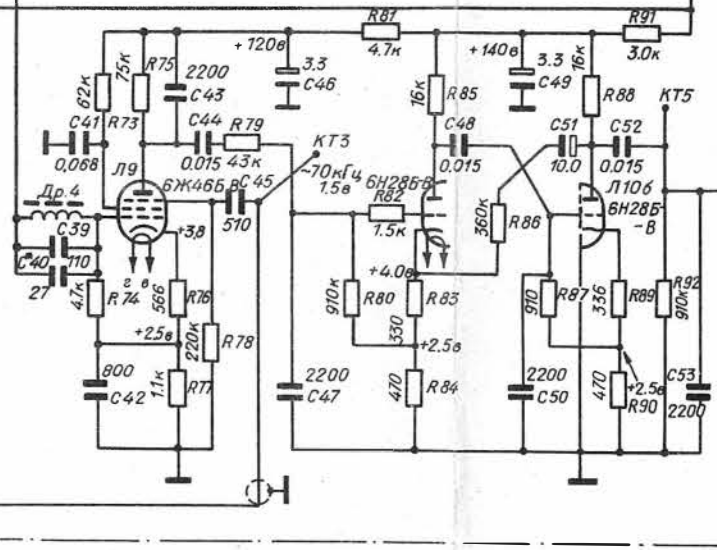 R81
4.7к
R91
3.0к
+120в
3.3
C46
+140в
3.3
C49
62к
R73
75к
R75
2200
C43
16к
R85
16к
R88
КТ5
C41
0,068
C44
0.015
R79
43к
КТ3
C48
0.015
C51
10.0
C52
0.015
Л9
6Ж46Б-В
C45
510
~70кГц
1.5в
6Н28Б-В
R82
1.5к
360к
R86
Л10б
6Н28Б-
-В
Др.4
C39
110
C*40
27
+3,8
г
в
4.7к
R74
566
R76
+2.5в
220к
R78
1.1к
R77
800
C42
910к
R80
+4.0в
R83
330
+2.5в
470
R84
2200
C47
910
R87
336
R89
R92
910к
2200
C50
470
+2.5в
R90
C53
2200